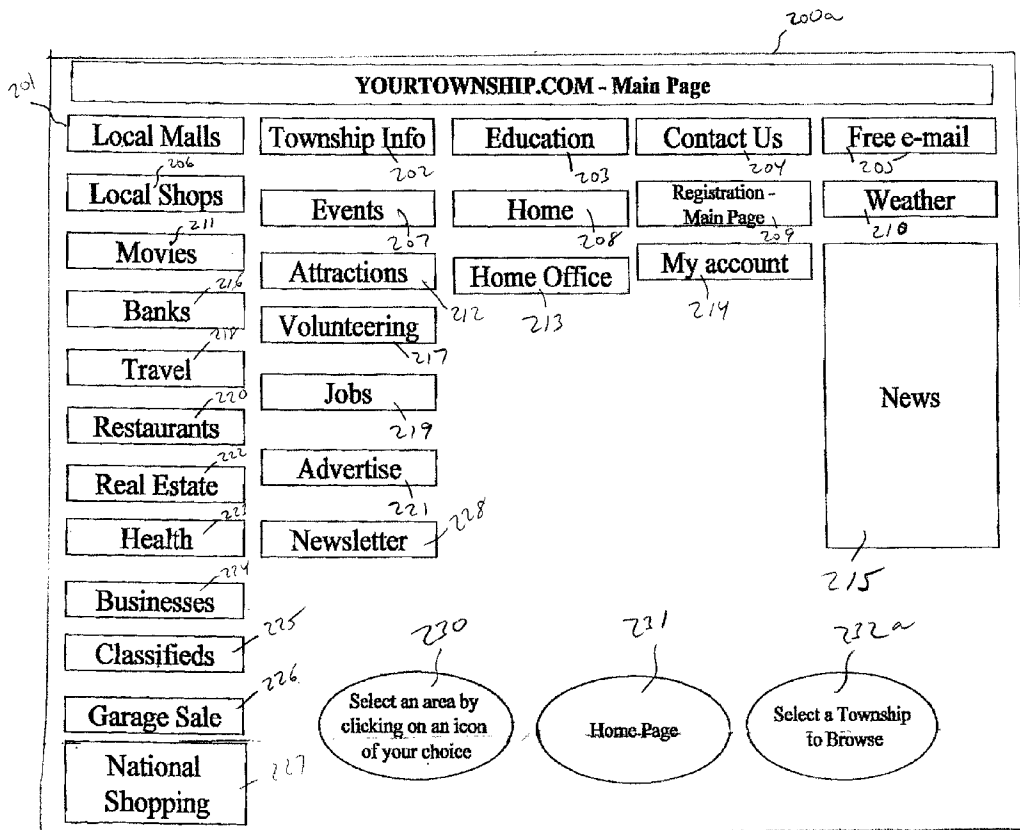 200a
201
YOURTOWNSHIP.COM - Main Page
Local Malls
Township Info
Education
Contact Us
Free e-mail
206
202
203
204
205
Local Shops
Events
Home
Registration -
Main Page
Weather
211
207
208
209
210
Movies
Attractions
Home Office
My account
News
216
212
213
214
215
Banks
Volunteering
218
217
Travel
Jobs
220
219
Restaurants
Advertise
222
221
Real Estate
Newsletter
223
228
Health
224
Businesses
225
Classifieds
226
Garage Sale
National
Shopping
227
230
Select an area by
clicking on an icon
of your choice
231
Home Page
232a
Select a Township
to Browse